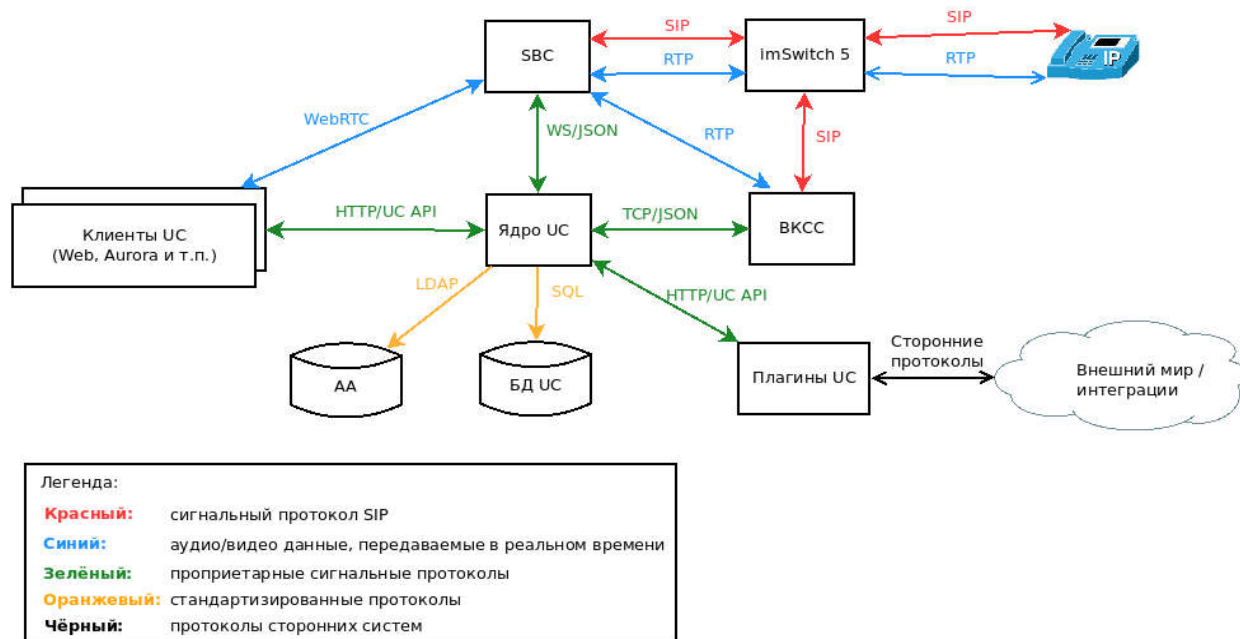 SIP
SIP
SBC
imSwitch 5
IP
RTP
RTP
WebRTC
WS/JSON
RTP
SIP
HTTP/UC API
TCP/JSON
Клиенты UC
(Web, Aurora и т.п.)
Ядро UC
ВКСС
LDAP
SQL
HTTP/UC API
АА
БД UC
Плагины UC
Сторонние
протоколы
Внешний мир /
интеграции
Легенда:
Красный: сигнальный протокол SIP
Синий: аудио/видео данные, передаваемые в реальном времени
Зелёный: проприетарные сигнальные протоколы
Оранжевый: стандартизированные протоколы
Чёрный: протоколы сторонних систем